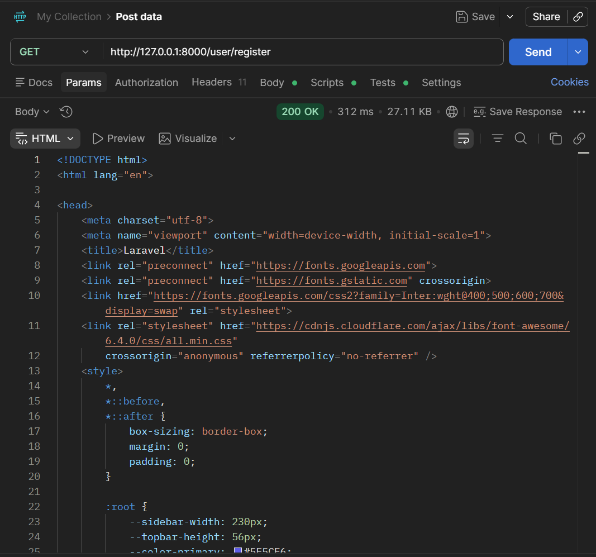 HTTP My Collection > Post data Save Share
GET http://127.0.0.1:8000/user/register Send
Docs Params Authorization Headers 11 Body Scripts Tests Settings Cookies
Body 200 OK 312 ms 27.11 KB e.g. Save Response
HTML Preview Visualize
1 <!DOCTYPE html>
2 <html lang="en">
3
4 <head>
5 <meta charset="utf-8">
6 <meta name="viewport" content="width=device-width, initial-scale=1">
7 <title>Laravel</title>
8 <link rel="preconnect" href="https://fonts.googleapis.com">
9 <link rel="preconnect" href="https://fonts.gstatic.com" crossorigin>
10 <link href="https://fonts.googleapis.com/css2?family=Inter:wght@400;500;600;700&
display=swap" rel="stylesheet">
11 <link rel="stylesheet" href="https://cdnjs.cloudflare.com/ajax/libs/font-awesome/
6.4.0/css/all.min.css"
12 crossorigin="anonymous" referrerpolicy="no-referrer" />
13 <style>
14 *,
15 *::before,
16 *::after {
17 box-sizing: border-box;
18 margin: 0;
19 padding: 0;
20 }
21
22 :root {
23 --sidebar-width: 230px;
24 --topbar-height: 56px;
25 --color-primary: #5E5CE6;